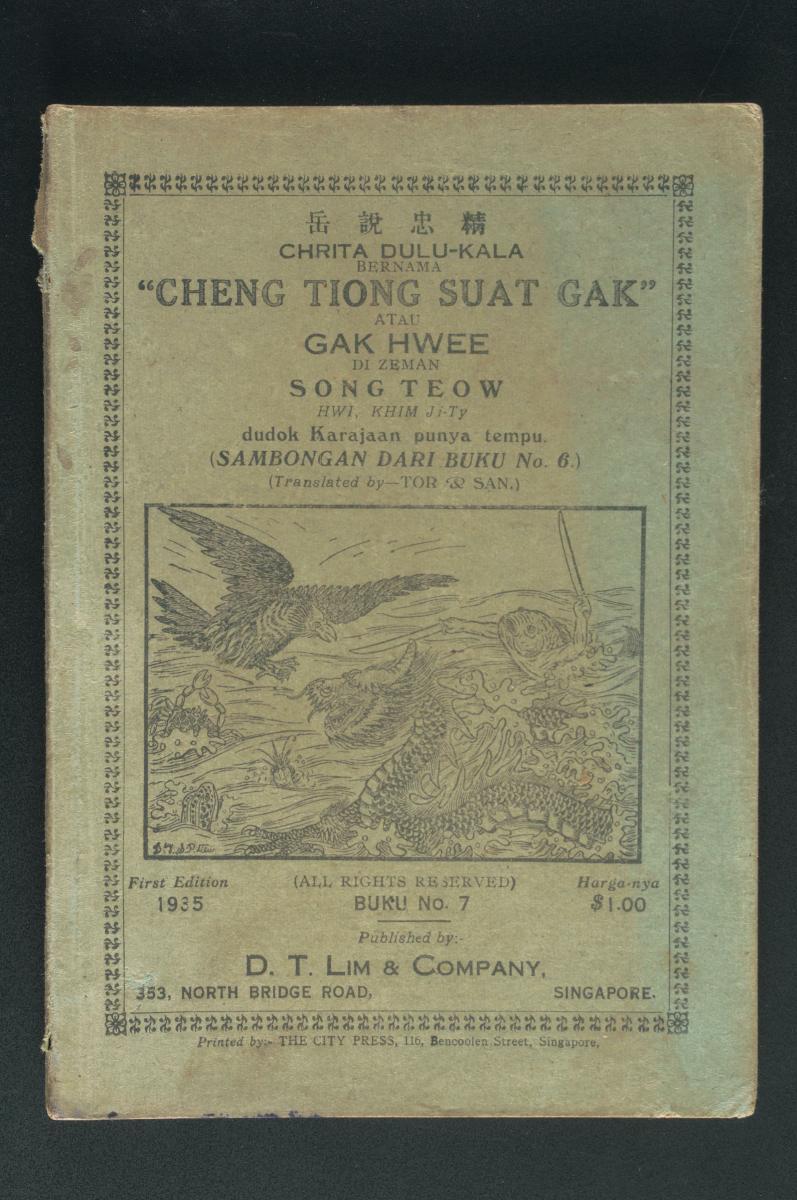 岳說忠精
CHRITA DULU-KALA
BERNAMA
“CHENG TIONG SUAT GAK”
ATAU
GAK HWEE
DI ZEMAN
SONG TEOW
HWI, KHIM Ji-Ty
dudok Karajaan punya tempu.
(SAMBONGAN DARI BUKU No. 6.)
(Translated by—TOR & SAN.)
First Edition (ALL RIGHTS RESERVED) Harga-nya
1935 BUKU No. 7 $1.00
Published by:-
D. T. LIM & COMPANY,
353, NORTH BRIDGE ROAD, SINGAPORE.
Printed by:- THE CITY PRESS, 116, Bencoolen Street, Singapore,